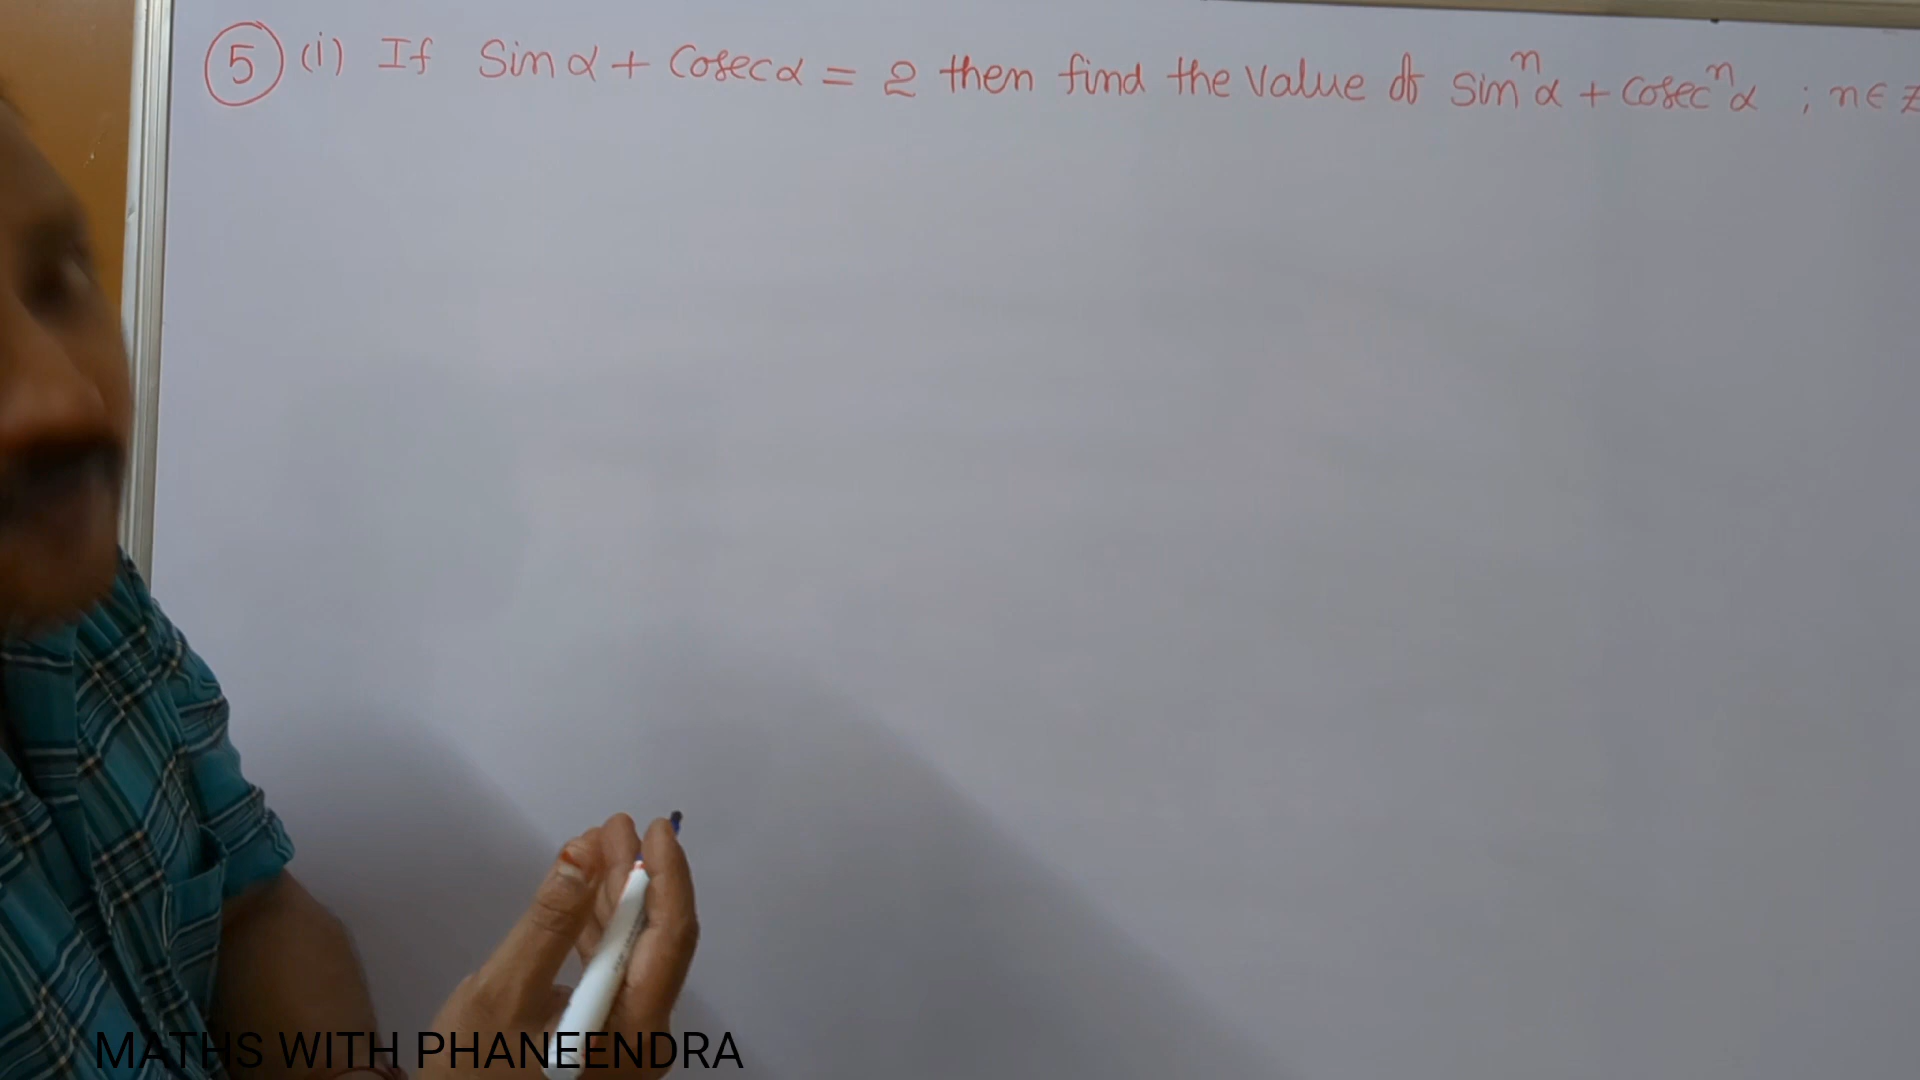 5 (i) If Sin α + Cosec α = 2 then find the value of Sinⁿα + Cosecⁿα ; n ∈ Z
MATHS WITH PHANEENDRA